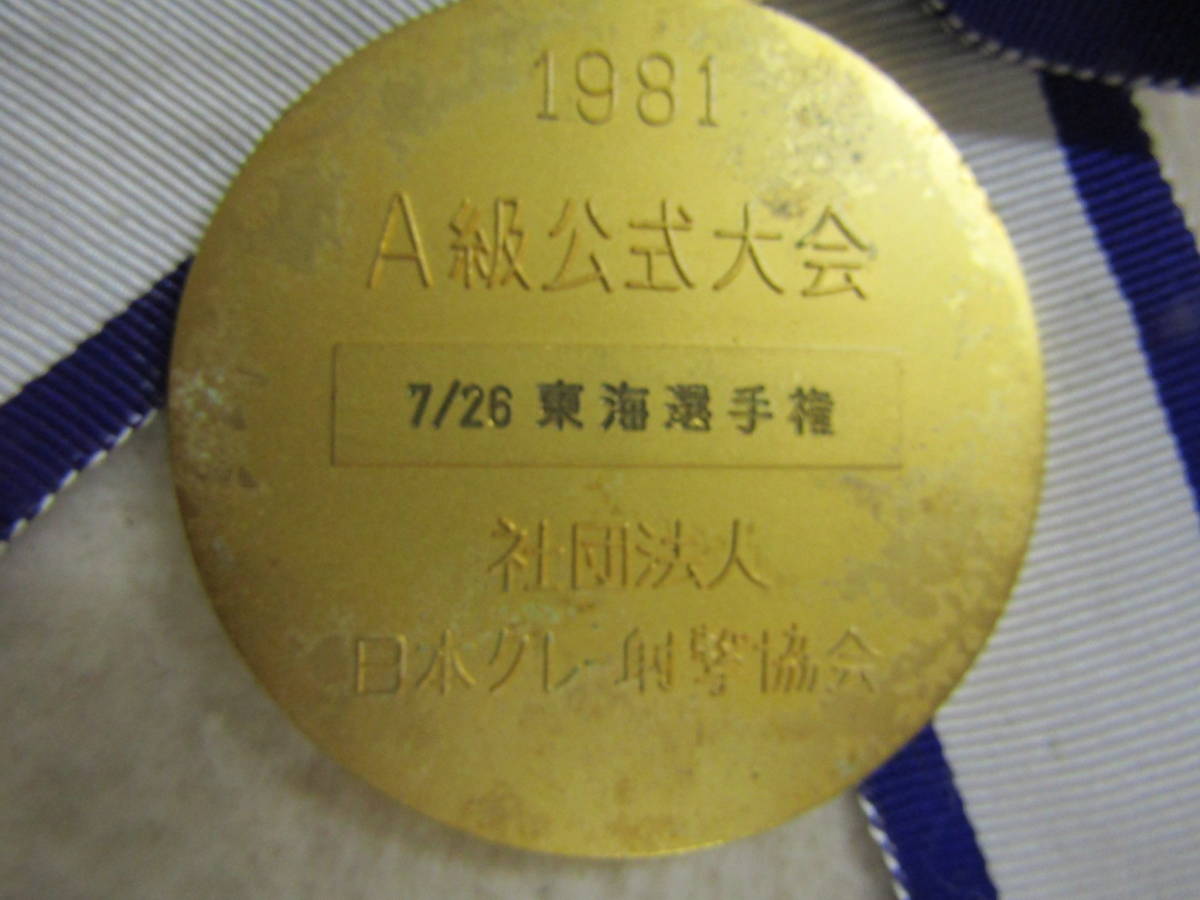 1981
A級公式大会
7/26 東海選手権
社団法人
日本クレー射撃協会